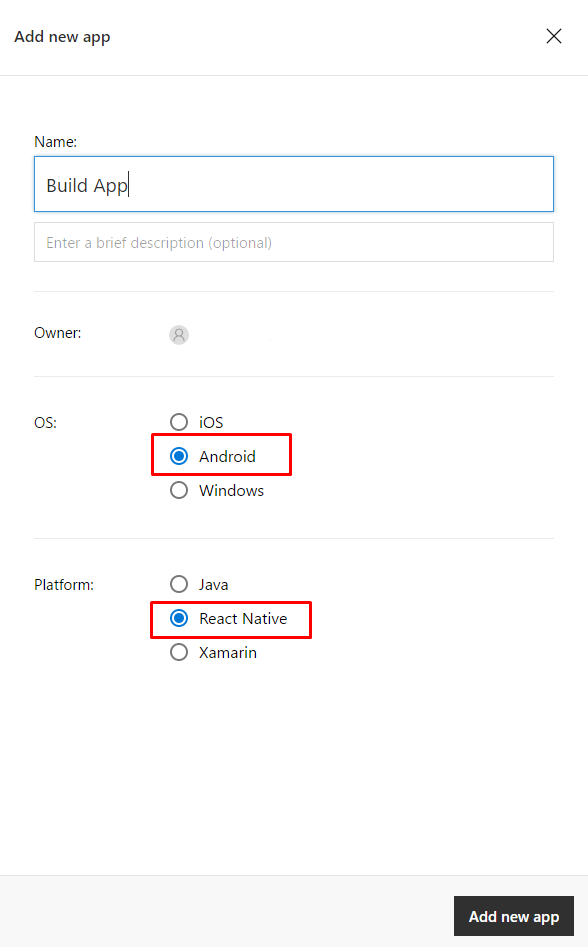 Add new app
Name:
Build App
Enter a brief description (optional)
Owner:
OS:
iOS
Android
Windows
Platform:
Java
React Native
Xamarin
Add new app